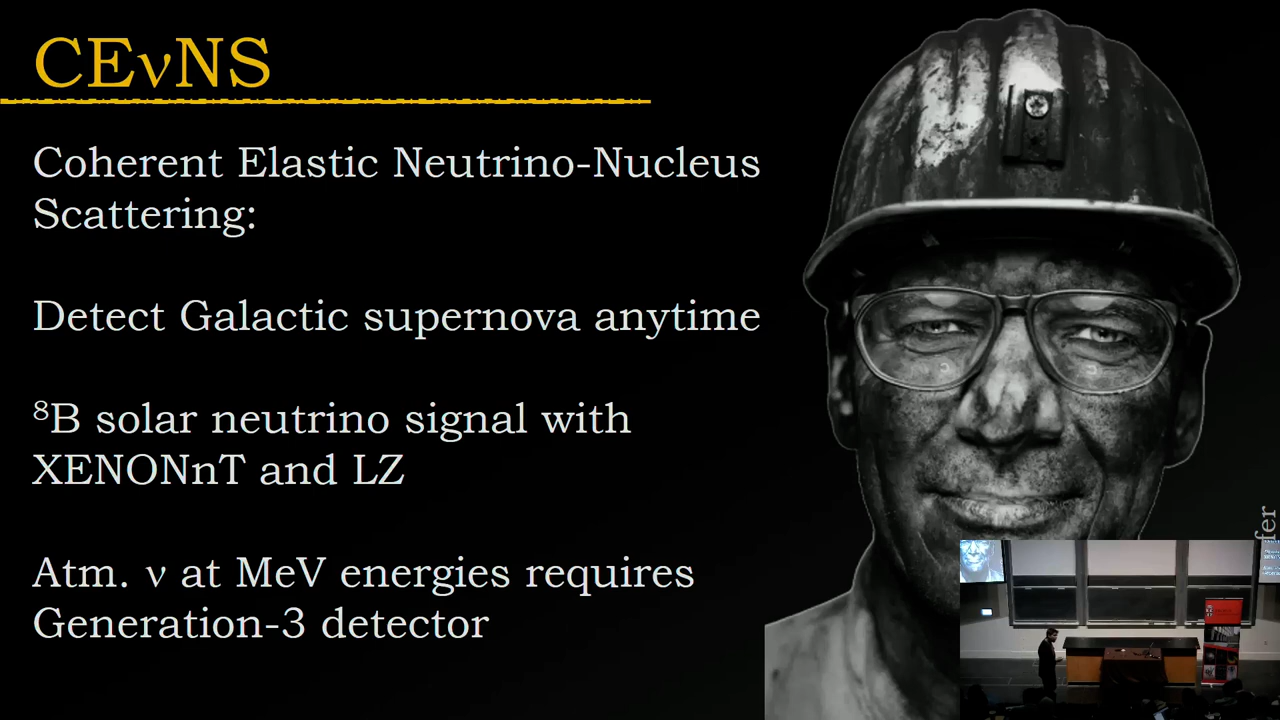 CEνNS
Coherent Elastic Neutrino-Nucleus
Scattering:
Detect Galactic supernova anytime
⁸B solar neutrino signal with
XENONnT and LZ
Atm. ν at MeV energies requires
Generation-3 detector
fer